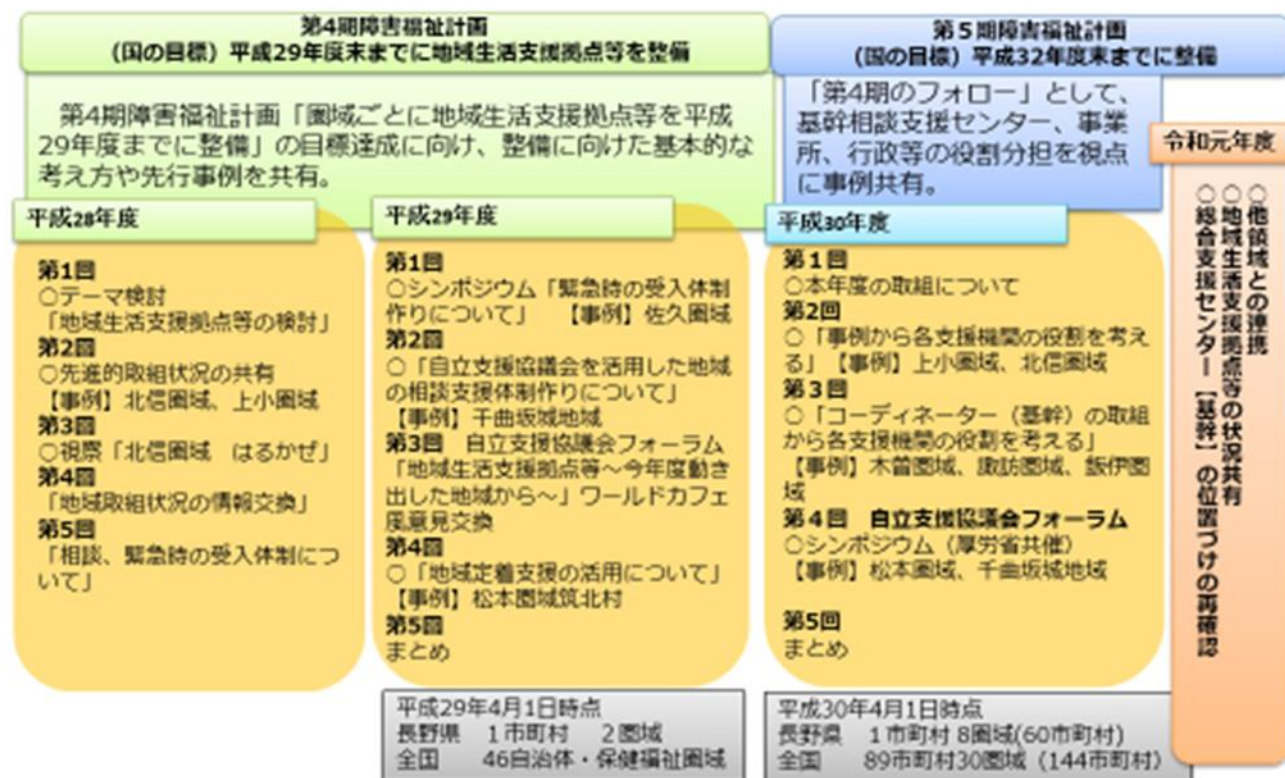 第4期障害福祉計画
（国の目標）平成29年度末までに地域生活支援拠点等を整備
第4期障害福祉計画「圏域ごとに地域生活支援拠点等を平成
29年度までに整備」の目標達成に向け、整備に向けた基本的な
考え方や先行事例を共有。
第５期障害福祉計画
（国の目標）平成32年度末までに整備
「第4期のフォロー」として、
基幹相談支援センター、事業
所、行政等の役割分担を視点
に事例共有。
平成28年度
第1回
○テーマ検討
「地域生活支援拠点等の検討」
第2回
○先進的取組状況の共有
【事例】北信圏域、上小圏域
第3回
○視察「北信圏域　はるかぜ」
第4回
「地域取組状況の情報交換」
第5回
「相談、緊急時の受入体制につ
いて」
平成29年度
第1回
○シンポジウム「緊急時の受入体制
作りについて」　【事例】佐久圏域
第2回
○「自立支援協議会を活用した地域
の相談支援体制作りについて」
【事例】千曲坂城地域
第3回　自立支援協議会フォーラム
「地域生活支援拠点等～今年度動き
出した地域から～」ワールドカフェ
風意見交換
第4回
○「地域定着支援の活用について」
【事例】松本圏域筑北村
第5回
まとめ
平成29年4月1日時点
長野県　１市町村　２圏域
全国　46自治体・保健福祉圏域
平成30年度
第１回
○本年度の取組について
第2回
○「事例から各支援機関の役割を考え
る」【事例】上小圏域、北信圏域
第３回
○「コーディネーター（基幹）の取組
から各支援機関の役割を考える」
【事例】木曽圏域、諏訪圏域、飯伊圏
域
第４回　自立支援協議会フォーラム
○シンポジウム（厚労省共催）
【事例】松本圏域、千曲坂城地域
第5回
まとめ
平成30年4月1日時点
長野県　１市町村 8圏域(60市町村)
全国　89市町村30圏域（144市町村）
令和元年度
○他領域との連携
○地域生活支援拠点等の状況共有
○総合支援センター【基幹】の位置づけの再確認